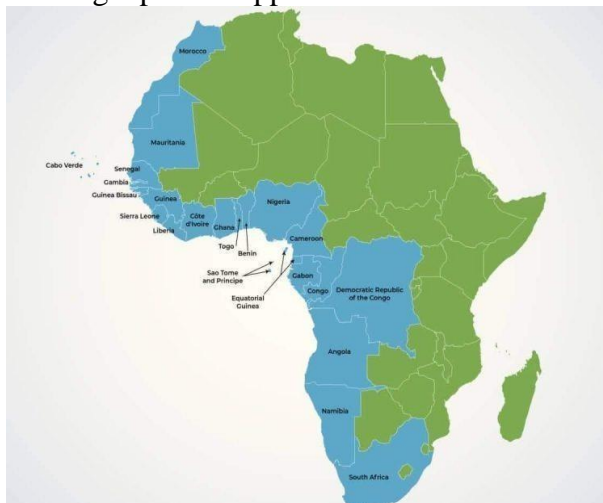 Morocco
Mauritania
Cabo Verde
Senegal
Gambia
Guinea Bissau
Guinea
Sierra Leone
Liberia
Côte
d'Ivoire
Ghana
Togo
Benin
Nigeria
Cameroon
Sao Tome
and Principe
Equatorial
Guinea
Gabon
Congo
Democratic Republic
of the Congo
Angola
Namibia
South Africa